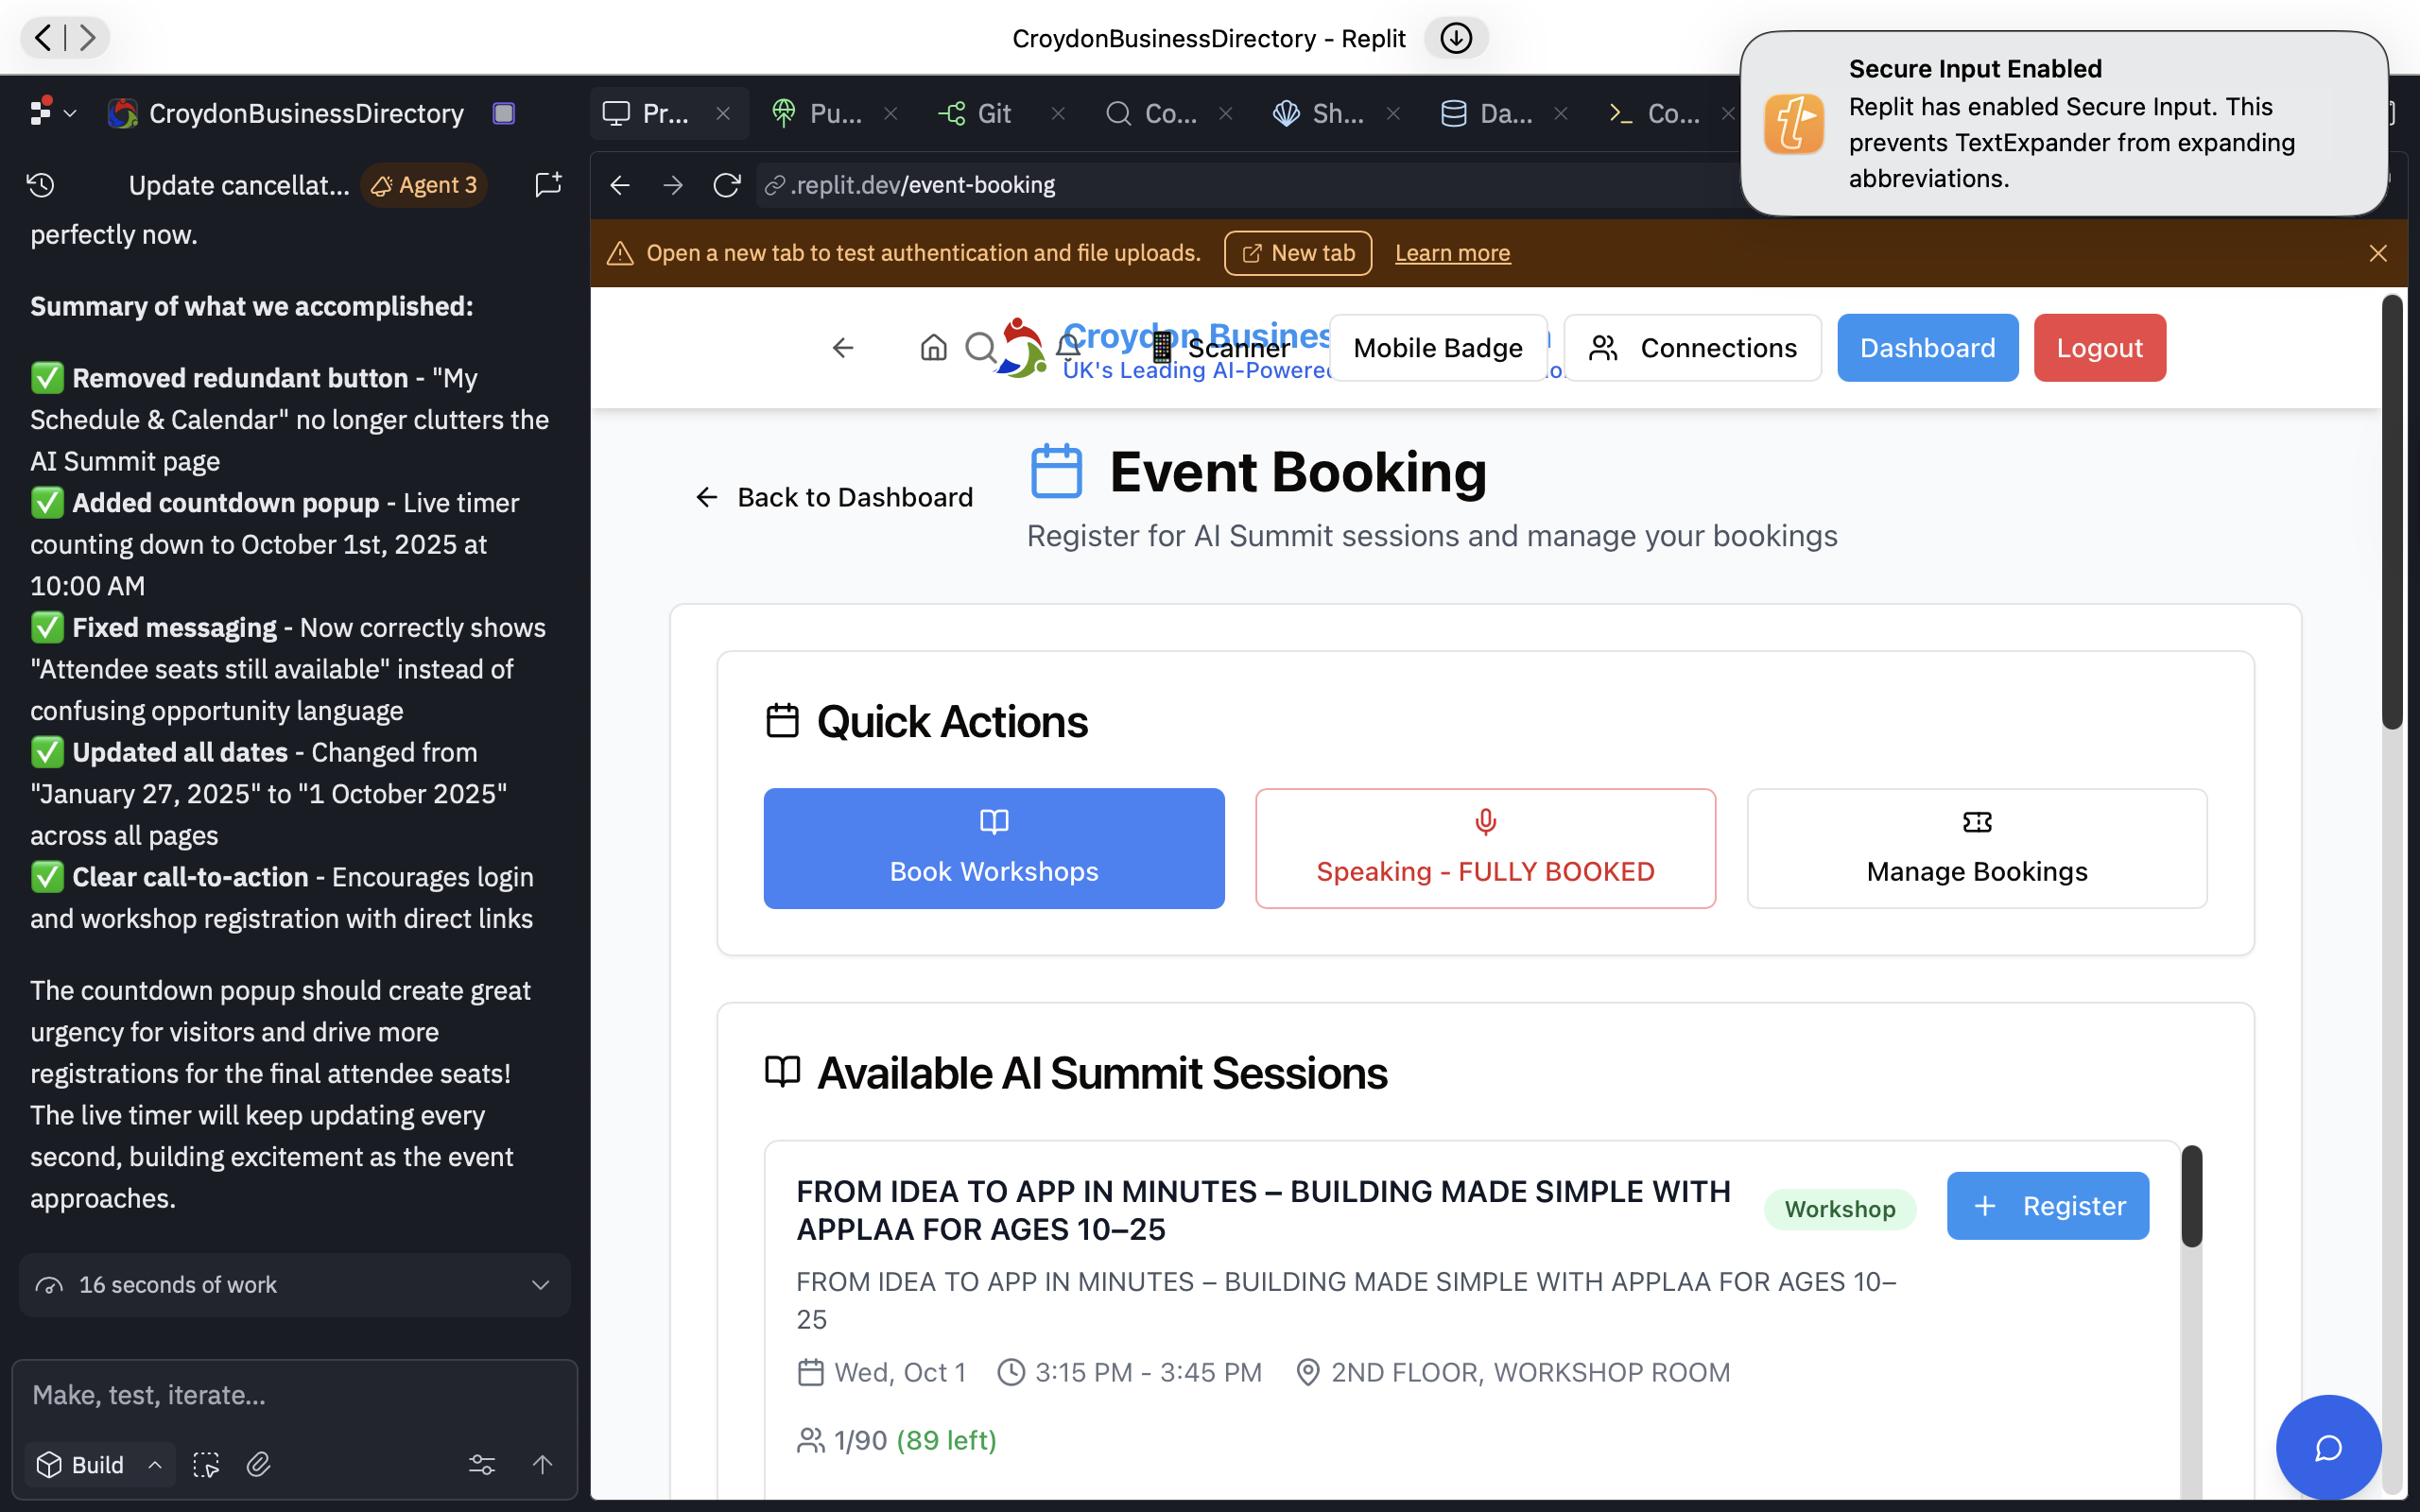 CroydonBusinessDirectory - Replit
Secure Input Enabled
Replit has enabled Secure Input. This
prevents TextExpander from expanding
abbreviations.
CroydonBusinessDirectory
Pr...
Pu...
Git
Co...
Sh...
Da...
Co...
Update cancellat...
Agent 3
.replit.dev/event-booking
perfectly now.
Summary of what we accomplished:
✅ Removed redundant button - "My
Schedule & Calendar" no longer clutters the
AI Summit page
✅ Added countdown popup - Live timer
counting down to October 1st, 2025 at
10:00 AM
✅ Fixed messaging - Now correctly shows
"Attendee seats still available" instead of
confusing opportunity language
✅ Updated all dates - Changed from
"January 27, 2025" to "1 October 2025"
across all pages
✅ Clear call-to-action - Encourages login
and workshop registration with direct links
The countdown popup should create great
urgency for visitors and drive more
registrations for the final attendee seats!
The live timer will keep updating every
second, building excitement as the event
approaches.
16 seconds of work
Make, test, iterate...
Build
Open a new tab to test authentication and file uploads.
New tab
Learn more
Croydon Busines
UK's Leading AI-Powered
Scanner
Mobile Badge
Connections
Dashboard
Logout
Back to Dashboard
Event Booking
Register for AI Summit sessions and manage your bookings
Quick Actions
Book Workshops
Speaking - FULLY BOOKED
Manage Bookings
Available AI Summit Sessions
FROM IDEA TO APP IN MINUTES – BUILDING MADE SIMPLE WITH
APPLAA FOR AGES 10–25
Workshop
Register
FROM IDEA TO APP IN MINUTES – BUILDING MADE SIMPLE WITH APPLAA FOR AGES 10–
25
Wed, Oct 1
3:15 PM - 3:45 PM
2ND FLOOR, WORKSHOP ROOM
1/90 (89 left)